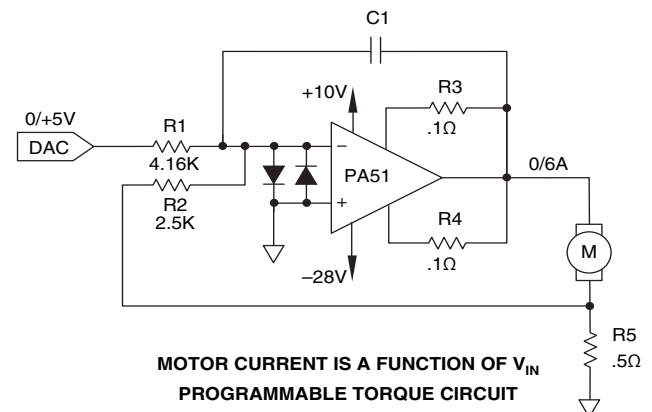 C1
+10V
R3
.1Ω
0/+5V
DAC
R1
4.16K
R2
2.5K
–
+
PA51
0/6A
R4
.1Ω
–28V
M
R5
.5Ω
MOTOR CURRENT IS A FUNCTION OF VIN
PROGRAMMABLE TORQUE CIRCUIT